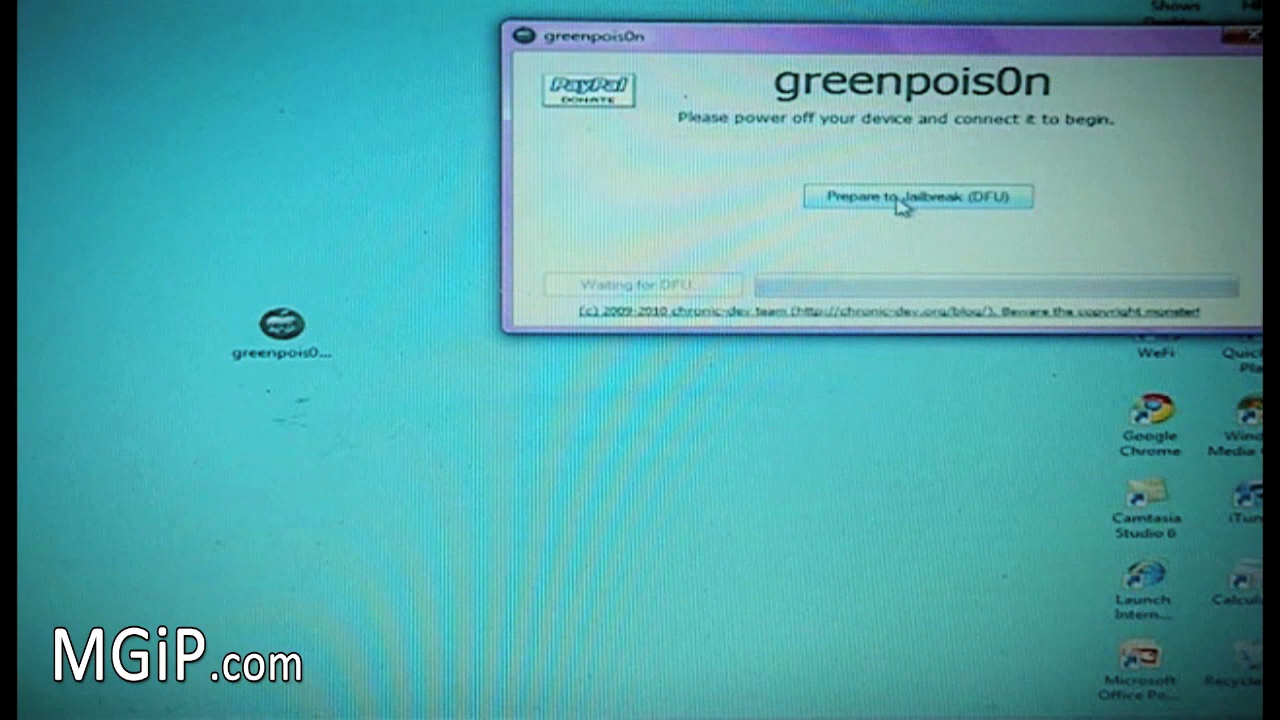 Shows
greenpois0n
PayPal
DONATE
greenpois0n
Please power off your device and connect it to begin.
Prepare to Jailbreak (DFU)
Waiting for DFU...
(c) 2009-2010 chronic-dev team (http://chronic-dev.org/blog/). Beware the copyright monster!
greenpois0...
WeFi
Google
Chrome
Camtasia
Studio 6
Launch
Intern...
Microsoft
Office Po...
MGiP.com